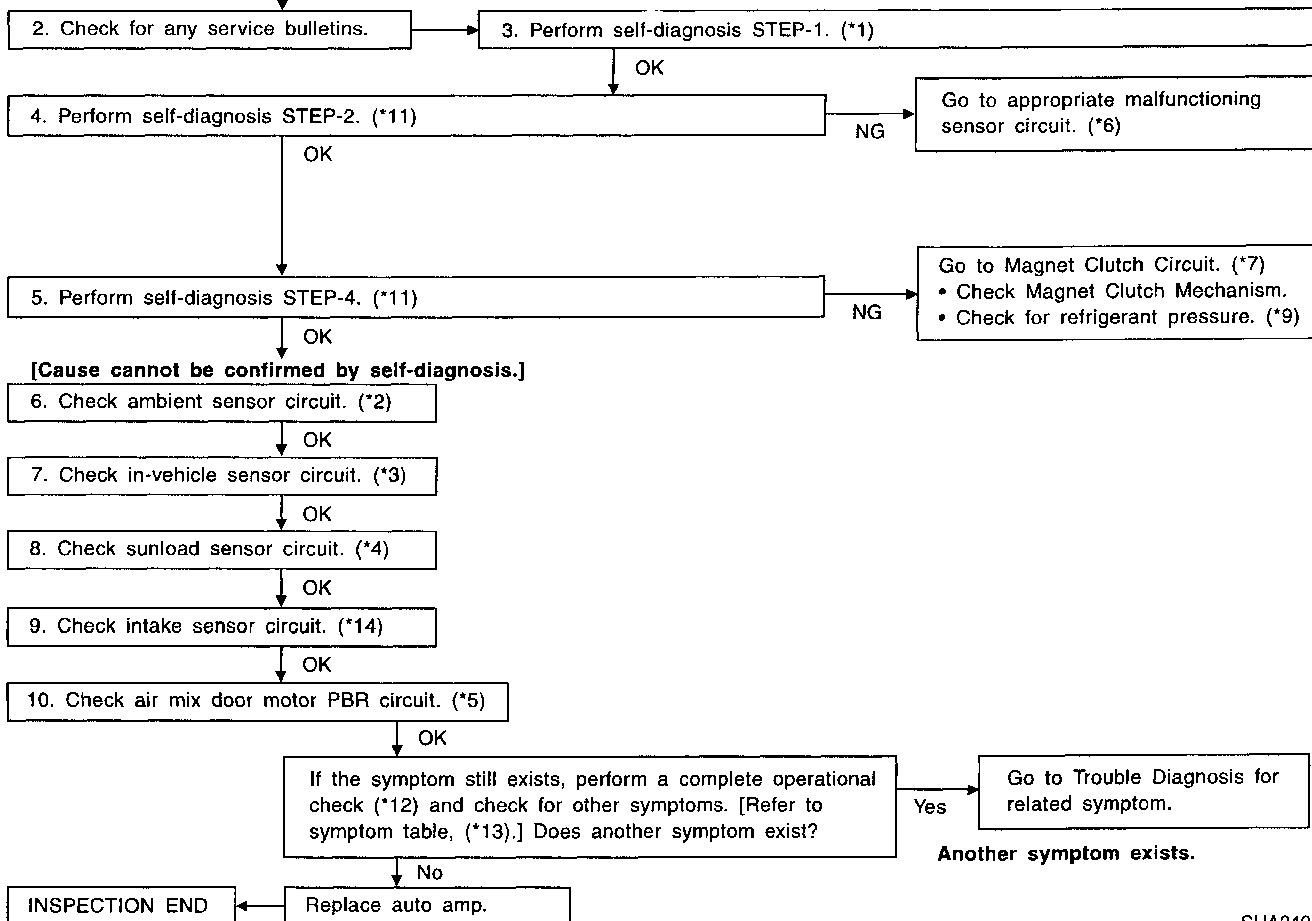 2. Check for any service bulletins.
3. Perform self-diagnosis STEP-1. (*1)
OK
4. Perform self-diagnosis STEP-2. (*11)
NG
Go to appropriate malfunctioning
sensor circuit. (*6)
OK
5. Perform self-diagnosis STEP-4. (*11)
NG
Go to Magnet Clutch Circuit. (*7)
• Check Magnet Clutch Mechanism.
• Check for refrigerant pressure. (*9)
OK
[Cause cannot be confirmed by self-diagnosis.]
6. Check ambient sensor circuit. (*2)
OK
7. Check in-vehicle sensor circuit. (*3)
OK
8. Check sunload sensor circuit. (*4)
OK
9. Check intake sensor circuit. (*14)
OK
10. Check air mix door motor PBR circuit. (*5)
OK
If the symptom still exists, perform a complete operational
check (*12) and check for other symptoms. [Refer to
symptom table, (*13).] Does another symptom exist?
Yes
Go to Trouble Diagnosis for
related symptom.
Another symptom exists.
No
Replace auto amp.
INSPECTION END